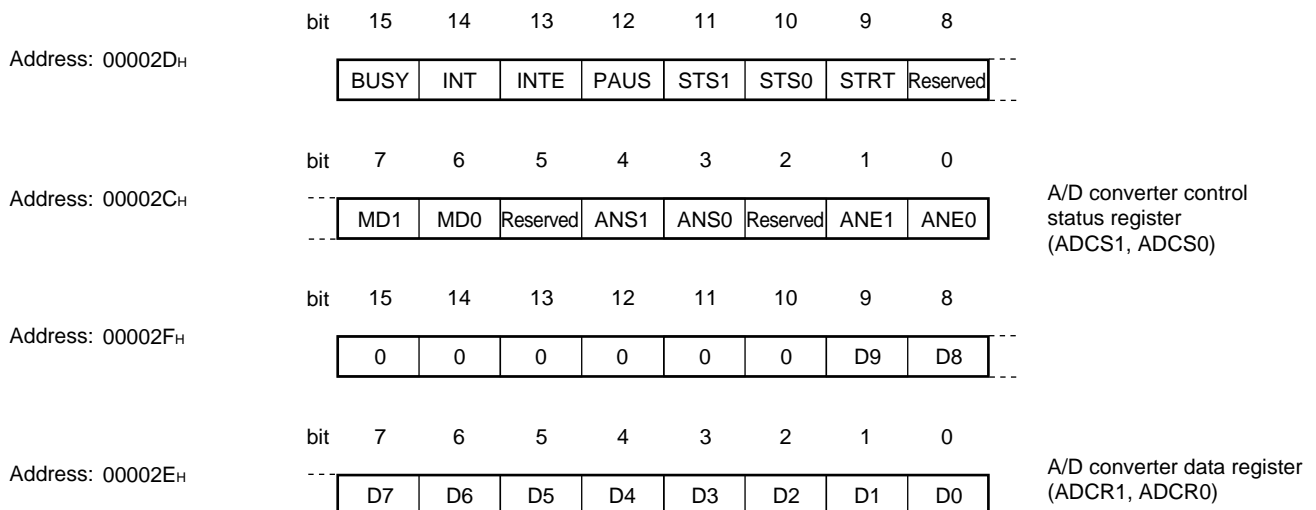 bit 15 14 13 12 11 10 9 8
Address: 00002DH
BUSY INT INTE PAUS STS1 STS0 STRT Reserved
bit 7 6 5 4 3 2 1 0
Address: 00002CH
MD1 MD0 Reserved ANS1 ANS0 Reserved ANE1 ANE0
A/D converter control
status register
(ADCS1, ADCS0)
bit 15 14 13 12 11 10 9 8
Address: 00002FH
0 0 0 0 0 0 D9 D8
bit 7 6 5 4 3 2 1 0
Address: 00002EH
D7 D6 D5 D4 D3 D2 D1 D0
A/D converter data register
(ADCR1, ADCR0)